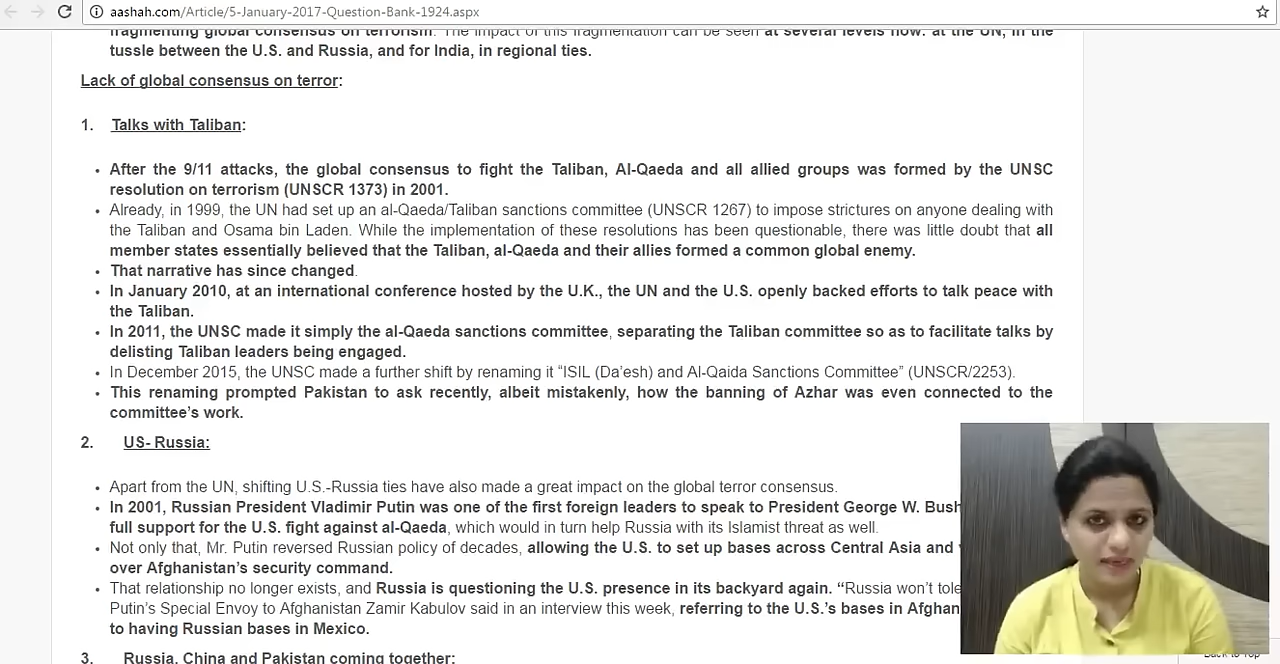 aashah.com/Article/5-January-2017-Question-Bank-1924.aspx
fragmenting global consensus on terrorism. The impact of this fragmentation can be seen at several levels now: at the UN, in the
tussle between the U.S. and Russia, and for India, in regional ties.
Lack of global consensus on terror:
1. Talks with Taliban:
• After the 9/11 attacks, the global consensus to fight the Taliban, Al-Qaeda and all allied groups was formed by the UNSC
resolution on terrorism (UNSCR 1373) in 2001.
• Already, in 1999, the UN had set up an al-Qaeda/Taliban sanctions committee (UNSCR 1267) to impose strictures on anyone dealing with
the Taliban and Osama bin Laden. While the implementation of these resolutions has been questionable, there was little doubt that all
member states essentially believed that the Taliban, al-Qaeda and their allies formed a common global enemy.
• That narrative has since changed.
• In January 2010, at an international conference hosted by the U.K., the UN and the U.S. openly backed efforts to talk peace with
the Taliban.
• In 2011, the UNSC made it simply the al-Qaeda sanctions committee, separating the Taliban committee so as to facilitate talks by
delisting Taliban leaders being engaged.
• In December 2015, the UNSC made a further shift by renaming it “ISIL (Da’esh) and Al-Qaida Sanctions Committee” (UNSCR/2253).
• This renaming prompted Pakistan to ask recently, albeit mistakenly, how the banning of Azhar was even connected to the
committee’s work.
2. US- Russia:
• Apart from the UN, shifting U.S.-Russia ties have also made a great impact on the global terror consensus.
• In 2001, Russian President Vladimir Putin was one of the first foreign leaders to speak to President George W. Bush
full support for the U.S. fight against al-Qaeda, which would in turn help Russia with its Islamist threat as well.
• Not only that, Mr. Putin reversed Russian policy of decades, allowing the U.S. to set up bases across Central Asia and
over Afghanistan’s security command.
• That relationship no longer exists, and Russia is questioning the U.S. presence in its backyard again. “Russia won’t
Putin’s Special Envoy to Afghanistan Zamir Kabulov said in an interview this week, referring to the U.S.’s bases in
to having Russian bases in Mexico.
3. Russia, China and Pakistan coming together:
Back to Top